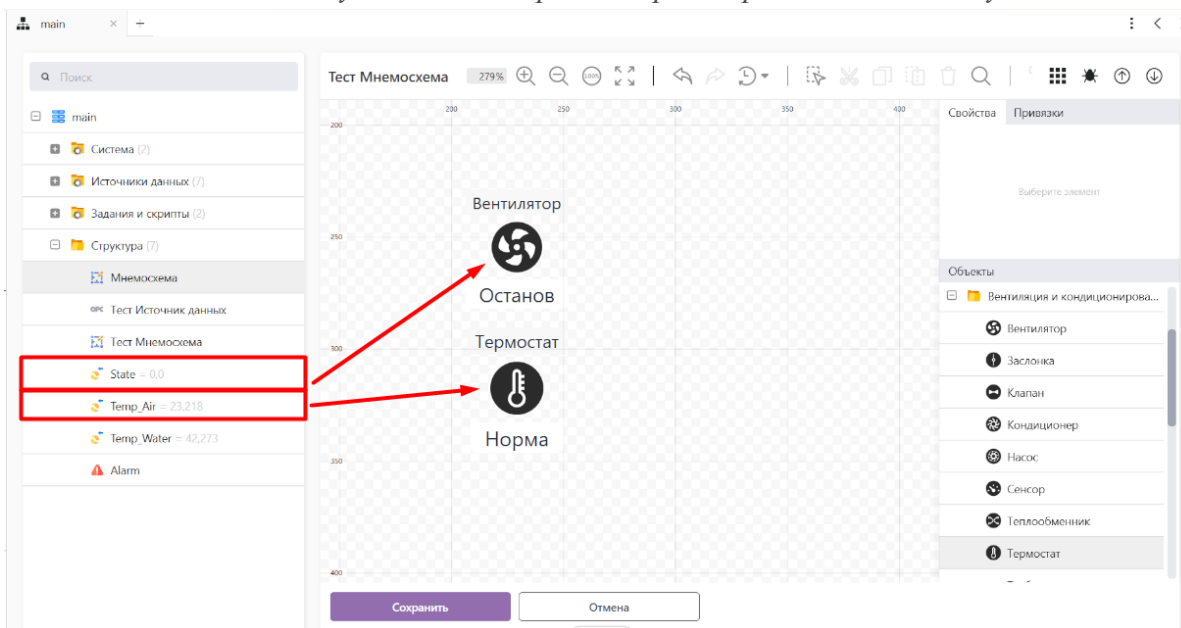 main × +
Поиск
main
Система (2)
Источники данных (7)
Задания и скрипты (2)
Структура (7)
Мнемосхема
OPC Тест Источник данных
Тест Мнемосхема
State = 0,0
Temp_Air = 23,218
Temp_Water = 42,273
Alarm
Тест Мнемосхема 279% 100%
200 250 300 350 400
200
250
300
350
400
Вентилятор
Останов
Термостат
Норма
Сохранить Отмена
Свойства Привязки
Выберите элемент
Объекты
Вентиляция и кондиционирова...
Вентилятор
Заслонка
Клапан
Кондиционер
Насос
Сенсор
Теплообменник
Термостат